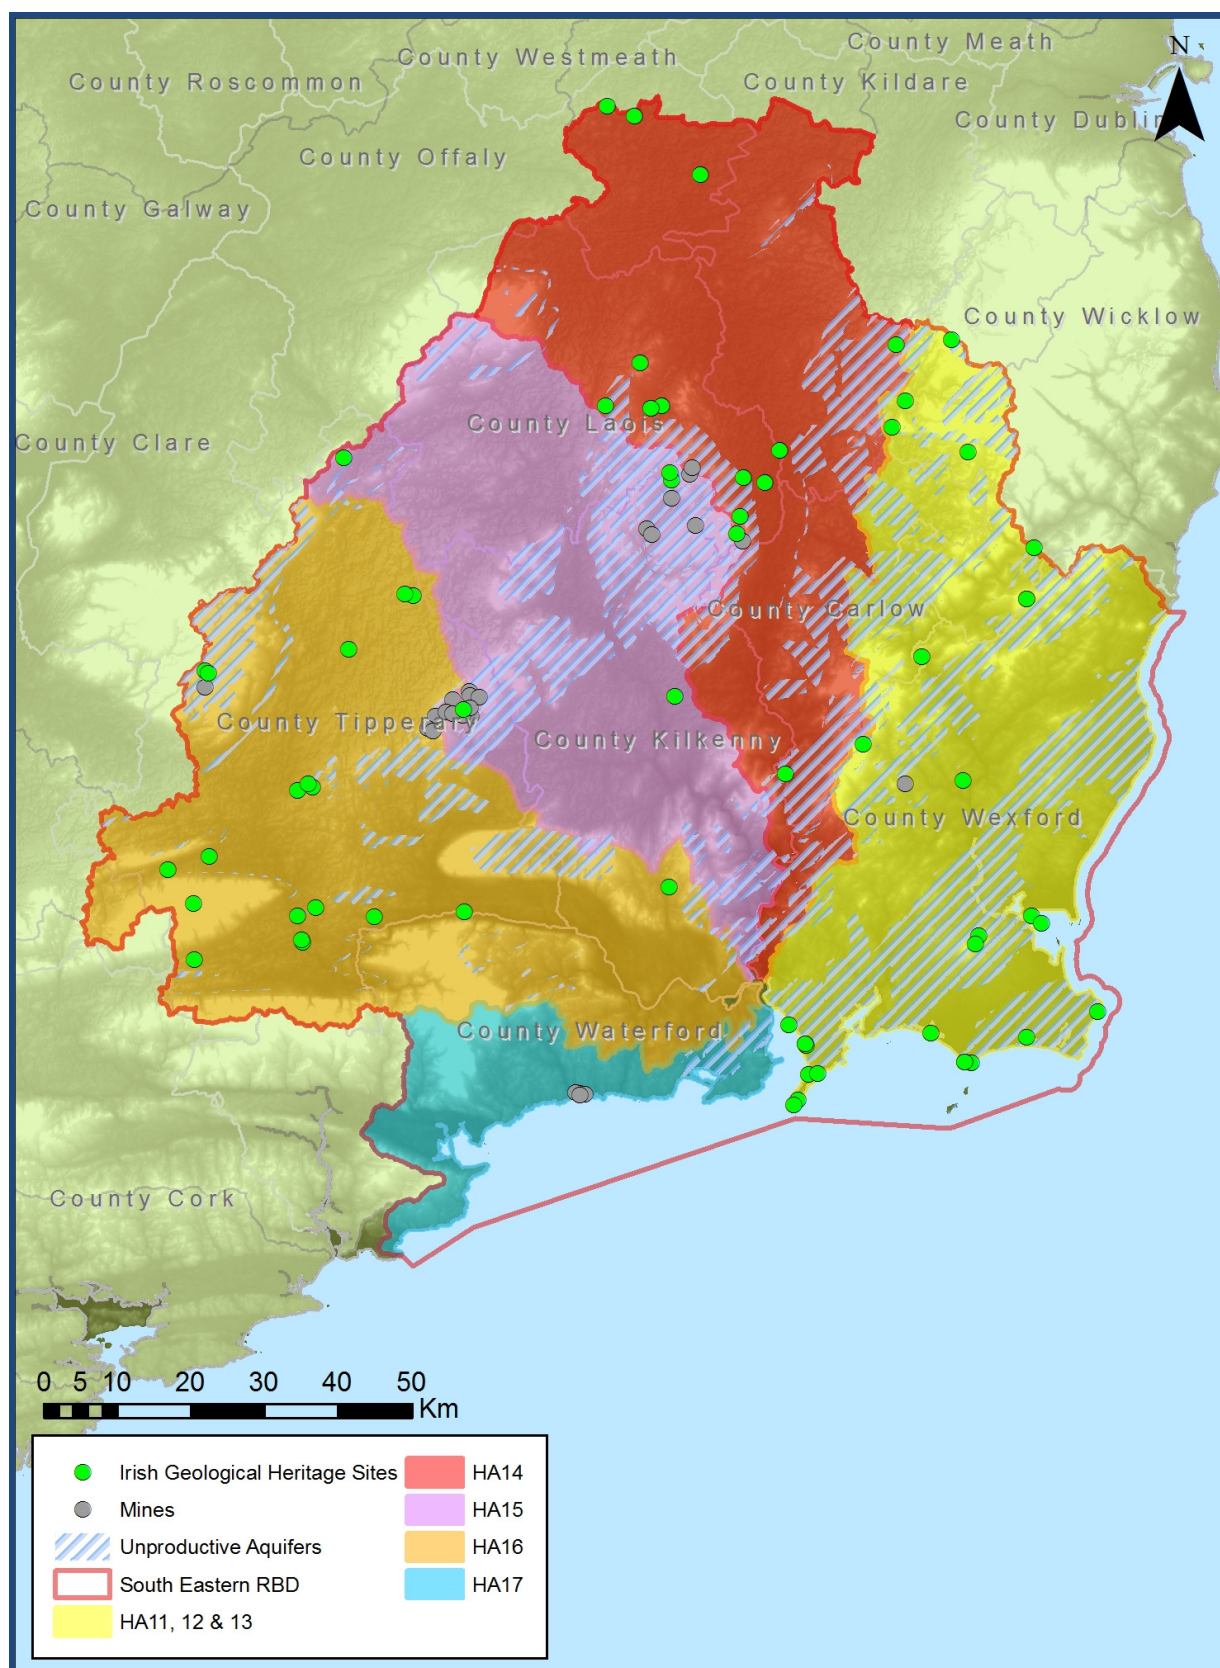 County Meath
N
County Westmeath
County Roscommon
County Kildare
County Dublin
County Offaly
County Galway
County Wicklow
County Laois
County Clare
County Carlow
County Tipperary
County Kilkenny
County Wexford
County Waterford
County Cork
0 5 10 20 30 40 50
Km
Irish Geological Heritage Sites
Mines
Unproductive Aquifers
South Eastern RBD
HA11, 12 & 13
HA14
HA15
HA16
HA17